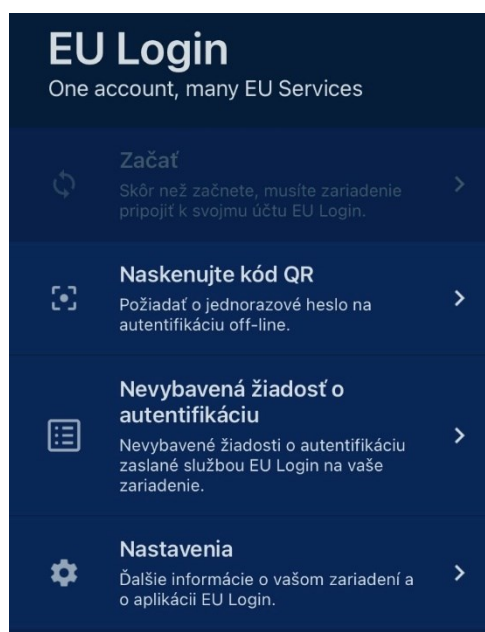 EU Login
One account, many EU Services
Začať
Skôr než začnete, musíte zariadenie
pripojiť k svojmu účtu EU Login.
Naskenujte kód QR
Požiadať o jednorazové heslo na
autentifikáciu off-line.
Nevybavená žiadosť o
autentifikáciu
Nevybavené žiadosti o autentifikáciu
zaslané službou EU Login na vaše
zariadenie.
Nastavenia
Ďalšie informácie o vašom zariadení a
o aplikácii EU Login.